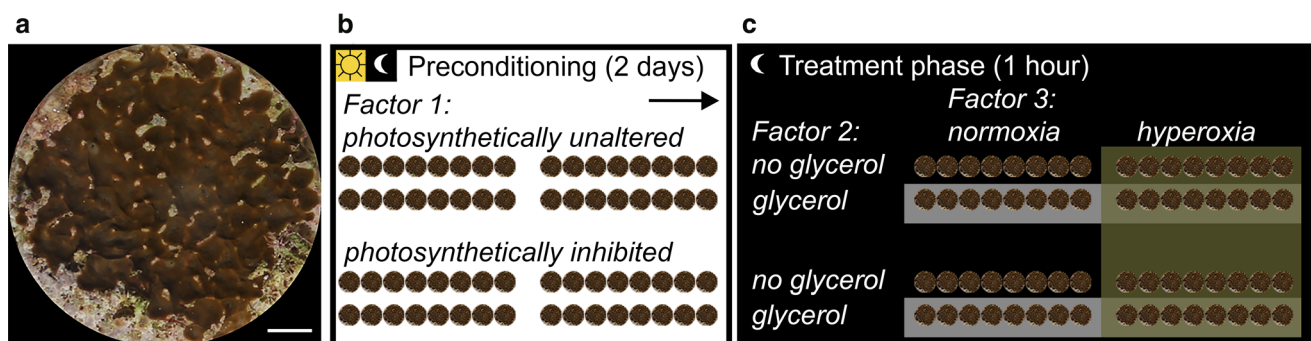 a
b
Preconditioning (2 days)
Factor 1:
photosynthetically unaltered
photosynthetically inhibited
c
Treatment phase (1 hour)
Factor 3:
Factor 2: normoxia hyperoxia
no glycerol
glycerol
no glycerol
glycerol